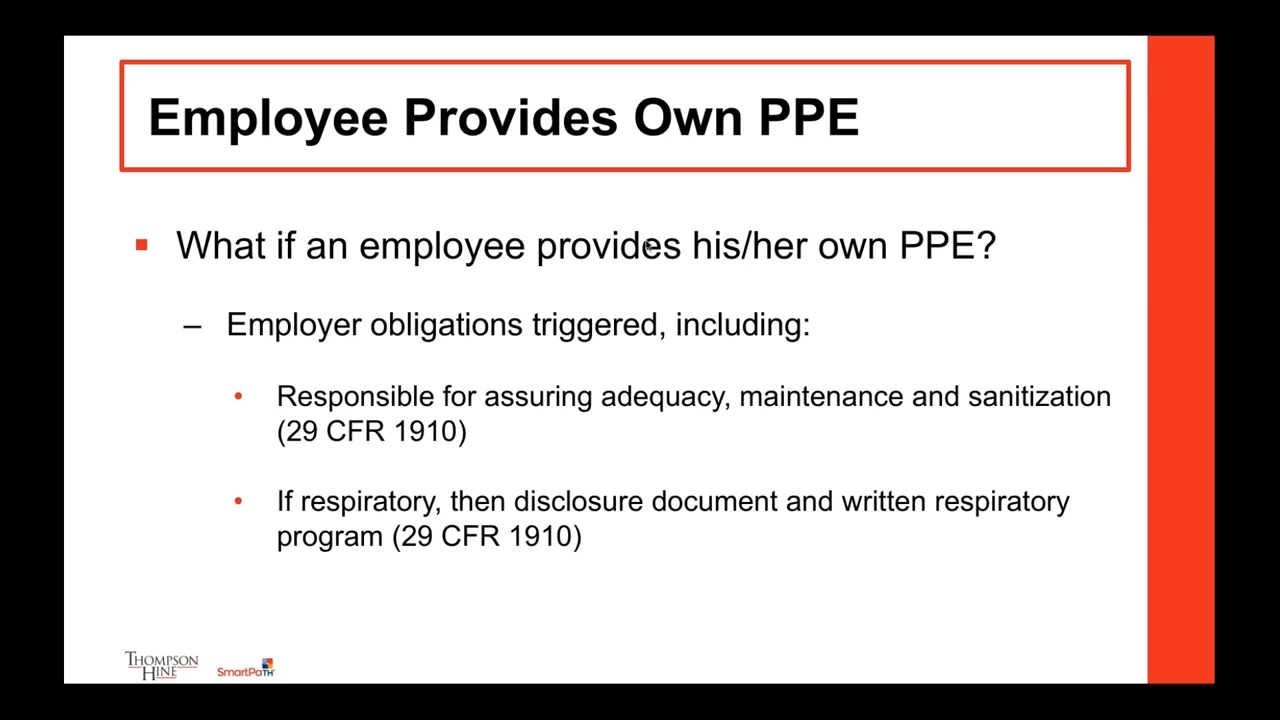 Employee Provides Own PPE
▪ What if an employee provides his/her own PPE?
– Employer obligations triggered, including:
• Responsible for assuring adequacy, maintenance and sanitization
(29 CFR 1910)
• If respiratory, then disclosure document and written respiratory
program (29 CFR 1910)
THOMPSON
HINE
SmartPaTH